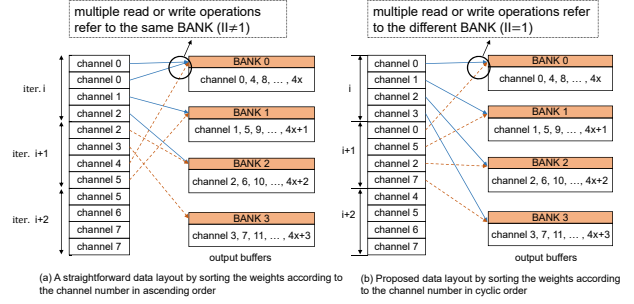 multiple read or write operations
refer to the same BANK (II≠1)
iter. i
iter. i+1
iter. i+2
channel 0
channel 0
channel 1
channel 2
channel 2
channel 3
channel 4
channel 5
channel 5
channel 6
channel 7
channel 7
BANK 0
channel 0, 4, 8, … , 4x
BANK 1
channel 1, 5, 9, … , 4x+1
BANK 2
channel 2, 6, 10, …, 4x+2
BANK 3
channel 3, 7, 11, … , 4x+3
output buffers
(a) A straightforward data layout by sorting the weights according to
the channel number in ascending order
multiple read or write operations refer
to the different BANK (II=1)
i
i+1
i+2
channel 0
channel 1
channel 2
channel 3
channel 0
channel 5
channel 2
channel 7
channel 4
channel 5
channel 6
channel 7
BANK 0
channel 0, 4, 8, … , 4x
BANK 1
channel 1, 5, 9, … , 4x+1
BANK 2
channel 2, 6, 10, …, 4x+2
BANK 3
channel 3, 7, 11, … , 4x+3
output buffers
(b) Proposed data layout by sorting the weights according
to the channel number in cyclic order